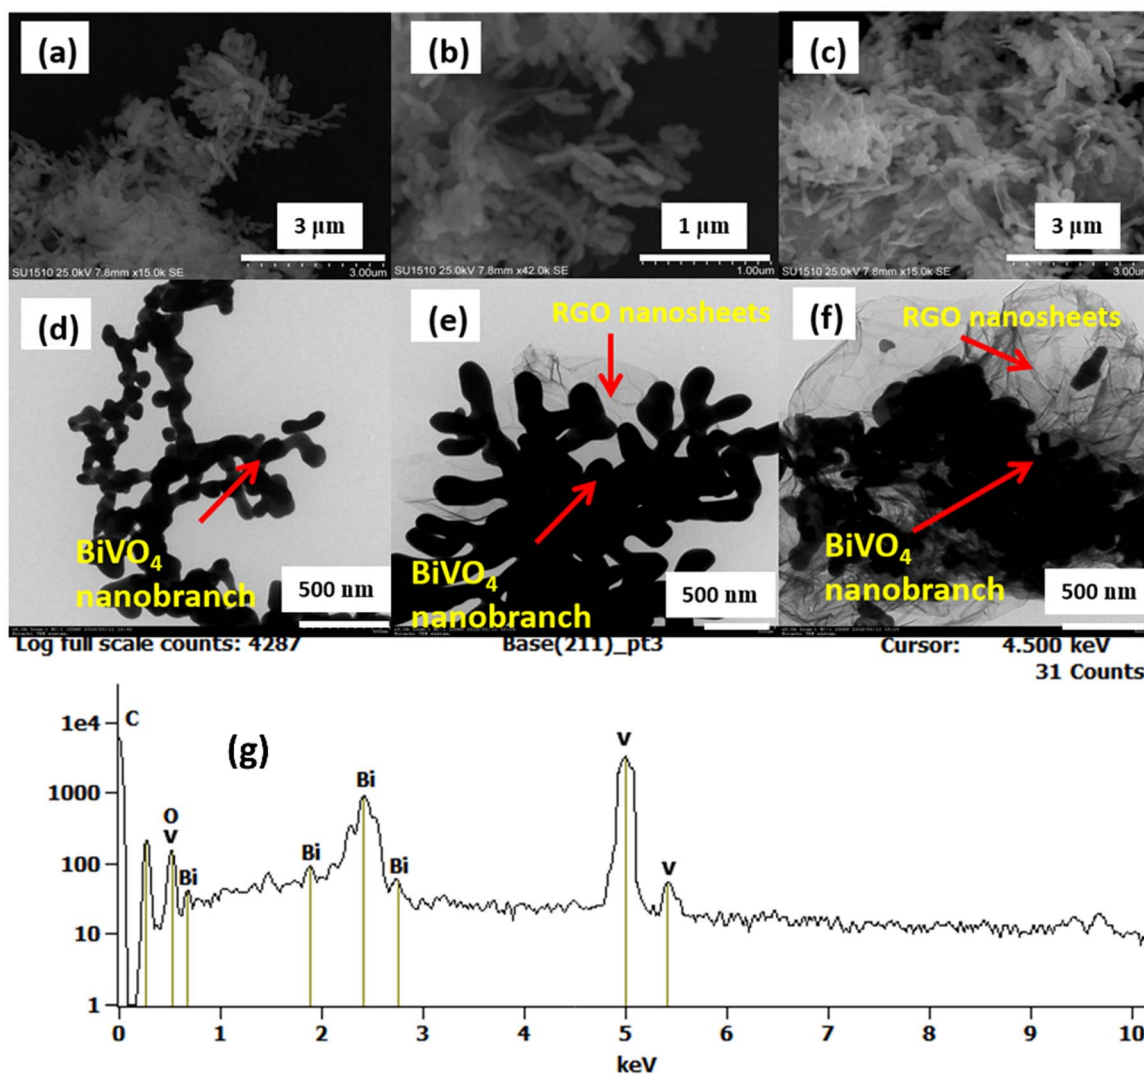 (a)
3 μm
SU1510 25.0kV 7.8mm x15.0k SE
3.00um
(b)
1 μm
SU1510 25.0kV 7.8mm x42.0k SE
1.00um
(c)
3 μm
SU1510 25.0kV 7.8mm x15.0k SE
3.00um
(d)
BiVO₄
nanobranch
500 nm
(e)
RGO nanosheets
BiVO₄
nanobranch
500 nm
(f)
RGO nanosheets
BiVO₄
nanobranch
500 nm
Log full scale counts: 4287
Base(211)_pt3
Cursor: 4.500 keV
31 Counts
(g)
1e4
1000
100
10
1
C
O
V
Bi
Bi
Bi
Bi
V
V
0 1 2 3 4 5 6 7 8 9 10
keV